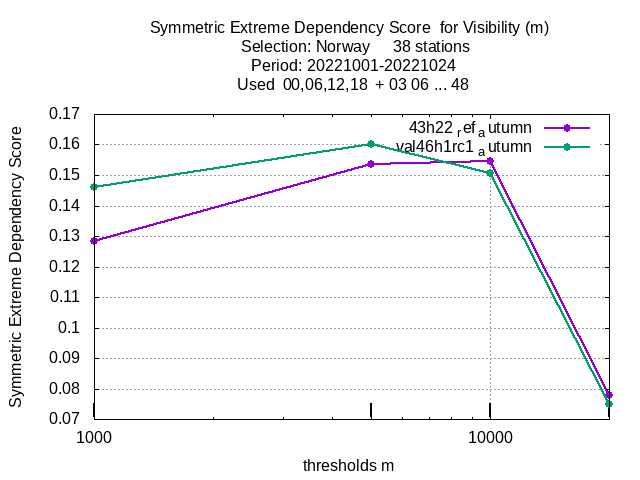 Symmetric Extreme Dependency Score  for Visibility (m)
Selection: Norway     38 stations
Period: 20221001-20221024
Used  00,06,12,18  + 03 06 ... 48
43h22refautumn
val46h1rc1autumn
Symmetric Extreme Dependency Score
0.17
0.16
0.15
0.14
0.13
0.12
0.11
0.1
0.09
0.08
0.07
1000
10000
thresholds m